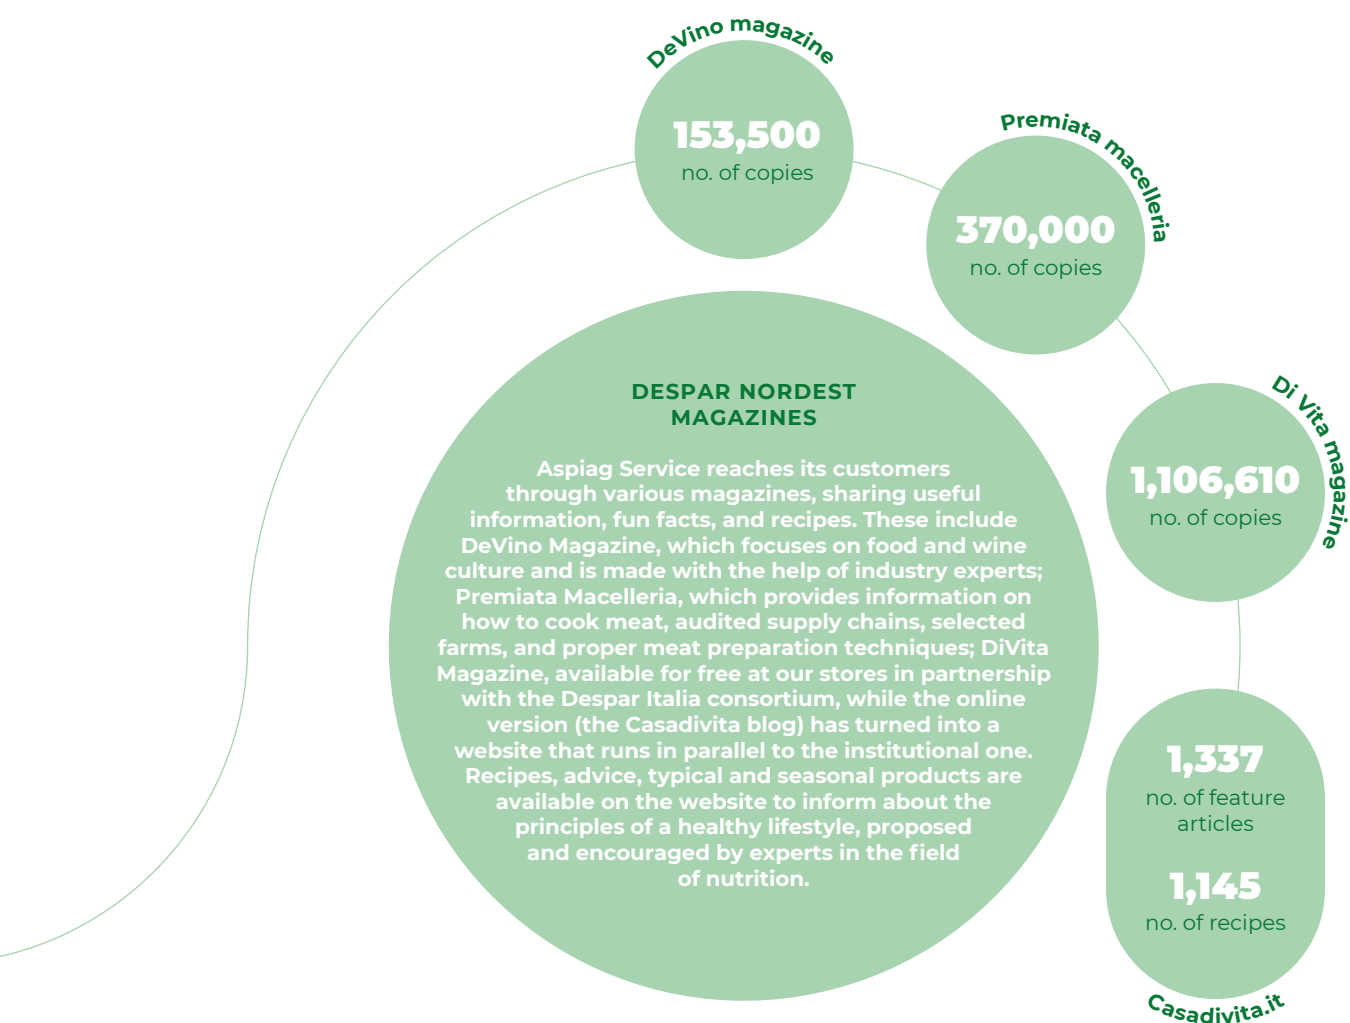 DeVino magazine
153,500
no. of copies
Premiata macelleria
370,000
no. of copies
Di Vita magazine
1,106,610
no. of copies
DESPAR NORDEST
MAGAZINES
Aspiag Service reaches its customers
through various magazines, sharing useful
information, fun facts, and recipes. These include
DeVino Magazine, which focuses on food and wine
culture and is made with the help of industry experts;
Premiata Macelleria, which provides information on
how to cook meat, audited supply chains, selected
farms, and proper meat preparation techniques; DiVita
Magazine, available for free at our stores in partnership
with the Despar Italia consortium, while the online
version (the Casadivita blog) has turned into a
website that runs in parallel to the institutional one.
Recipes, advice, typical and seasonal products are
available on the website to inform about the
principles of a healthy lifestyle, proposed
and encouraged by experts in the field
of nutrition.
1,337
no. of feature
articles
1,145
no. of recipes
Casadivita.it